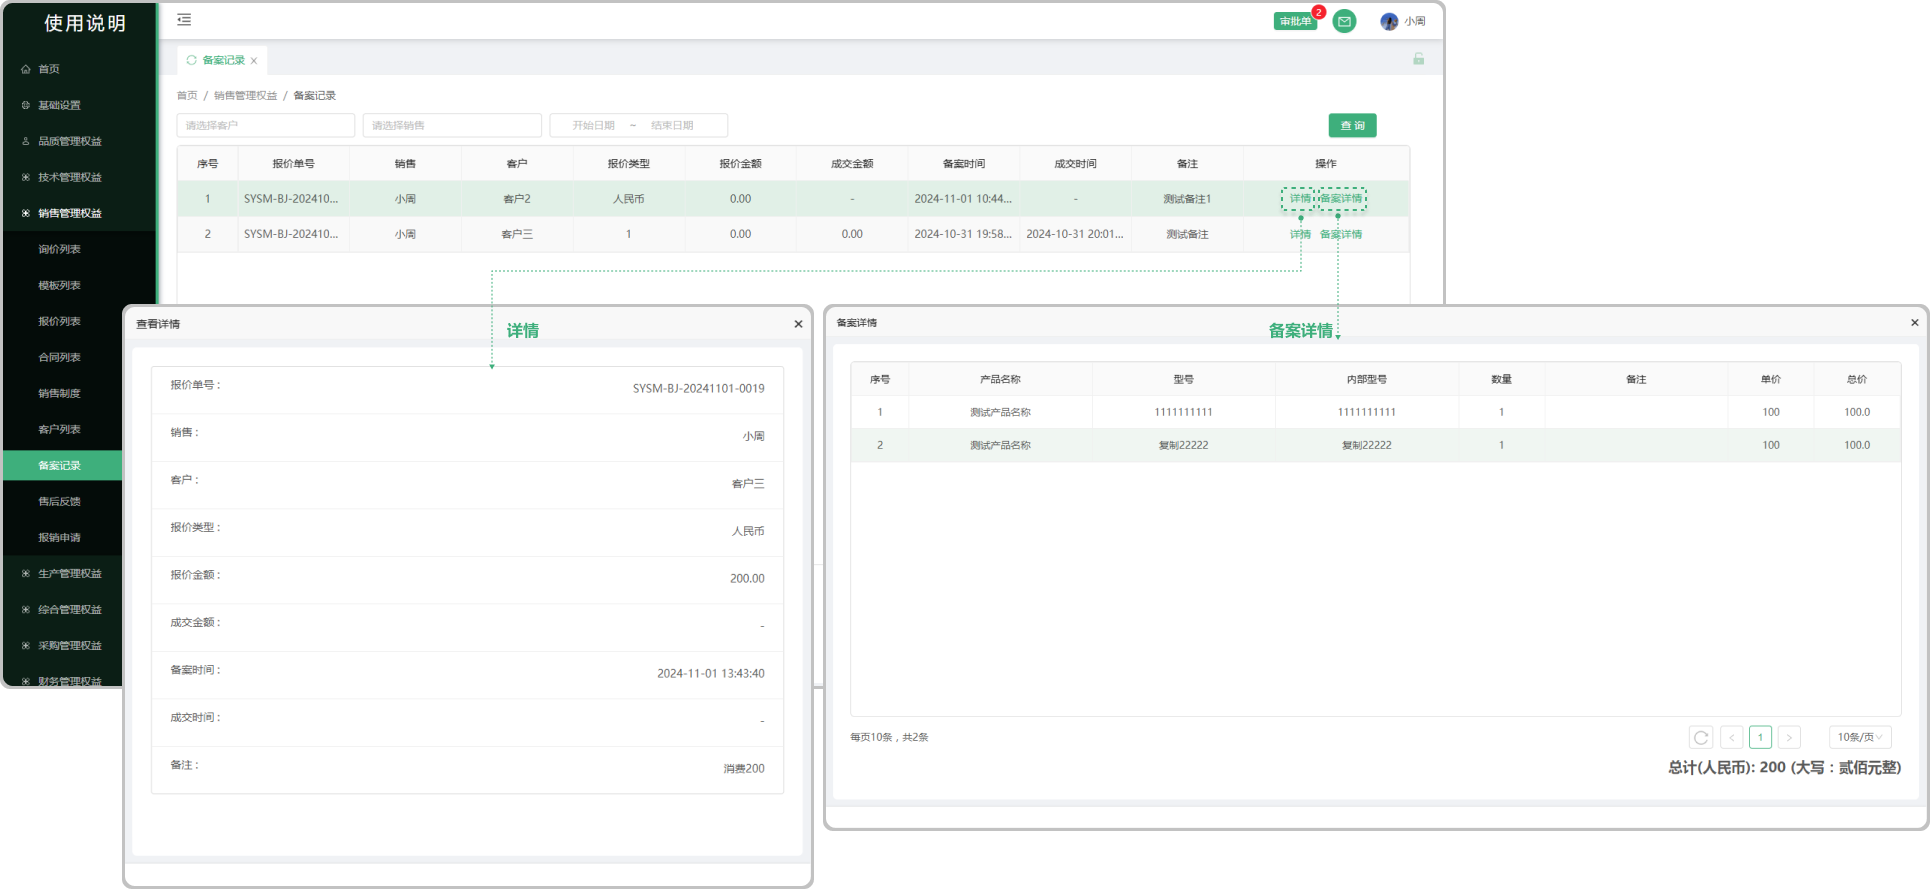 使用说明
首页
基础设置
品质管理权益
技术管理权益
销售管理权益
询价列表
模板列表
报价列表
合同列表
销售制度
客户列表
备案记录
售后反馈
报销申请
生产管理权益
综合管理权益
采购管理权益
财务管理权益
审批单 2 小周
备案记录 x
首页 / 销售管理权益 / 备案记录
请选择客户 请选择销售 开始日期 ~ 结束日期 查 询
序号 报价单号 销售 客户 报价类型 报价金额 成交金额 备案时间 成交时间 备注 操作
1 SYSM-BJ-202410... 小周 客户2 人民币 0.00 - 2024-11-01 10:44... - 测试备注1 详情 备案详情
2 SYSM-BJ-202410... 小周 客户三 1 0.00 0.00 2024-10-31 19:58... 2024-10-31 20:01... 测试备注 详情 备案详情
查看详情
详情
报价单号： SYSM-BJ-20241101-0019
销售： 小周
客户： 客户三
报价类型： 人民币
报价金额： 200.00
成交金额： -
备案时间： 2024-11-01 13:43:40
成交时间： -
备注： 消费200
备案详情
备案详情
序号 产品名称 型号 内部型号 数量 备注 单价 总价
1 测试产品名称 1111111111 1111111111 1 100 100.0
2 测试产品名称 复制22222 复制22222 1 100 100.0
每页10条，共2条 < 1 > 10条/页
总计(人民币): 200 (大写：贰佰元整)